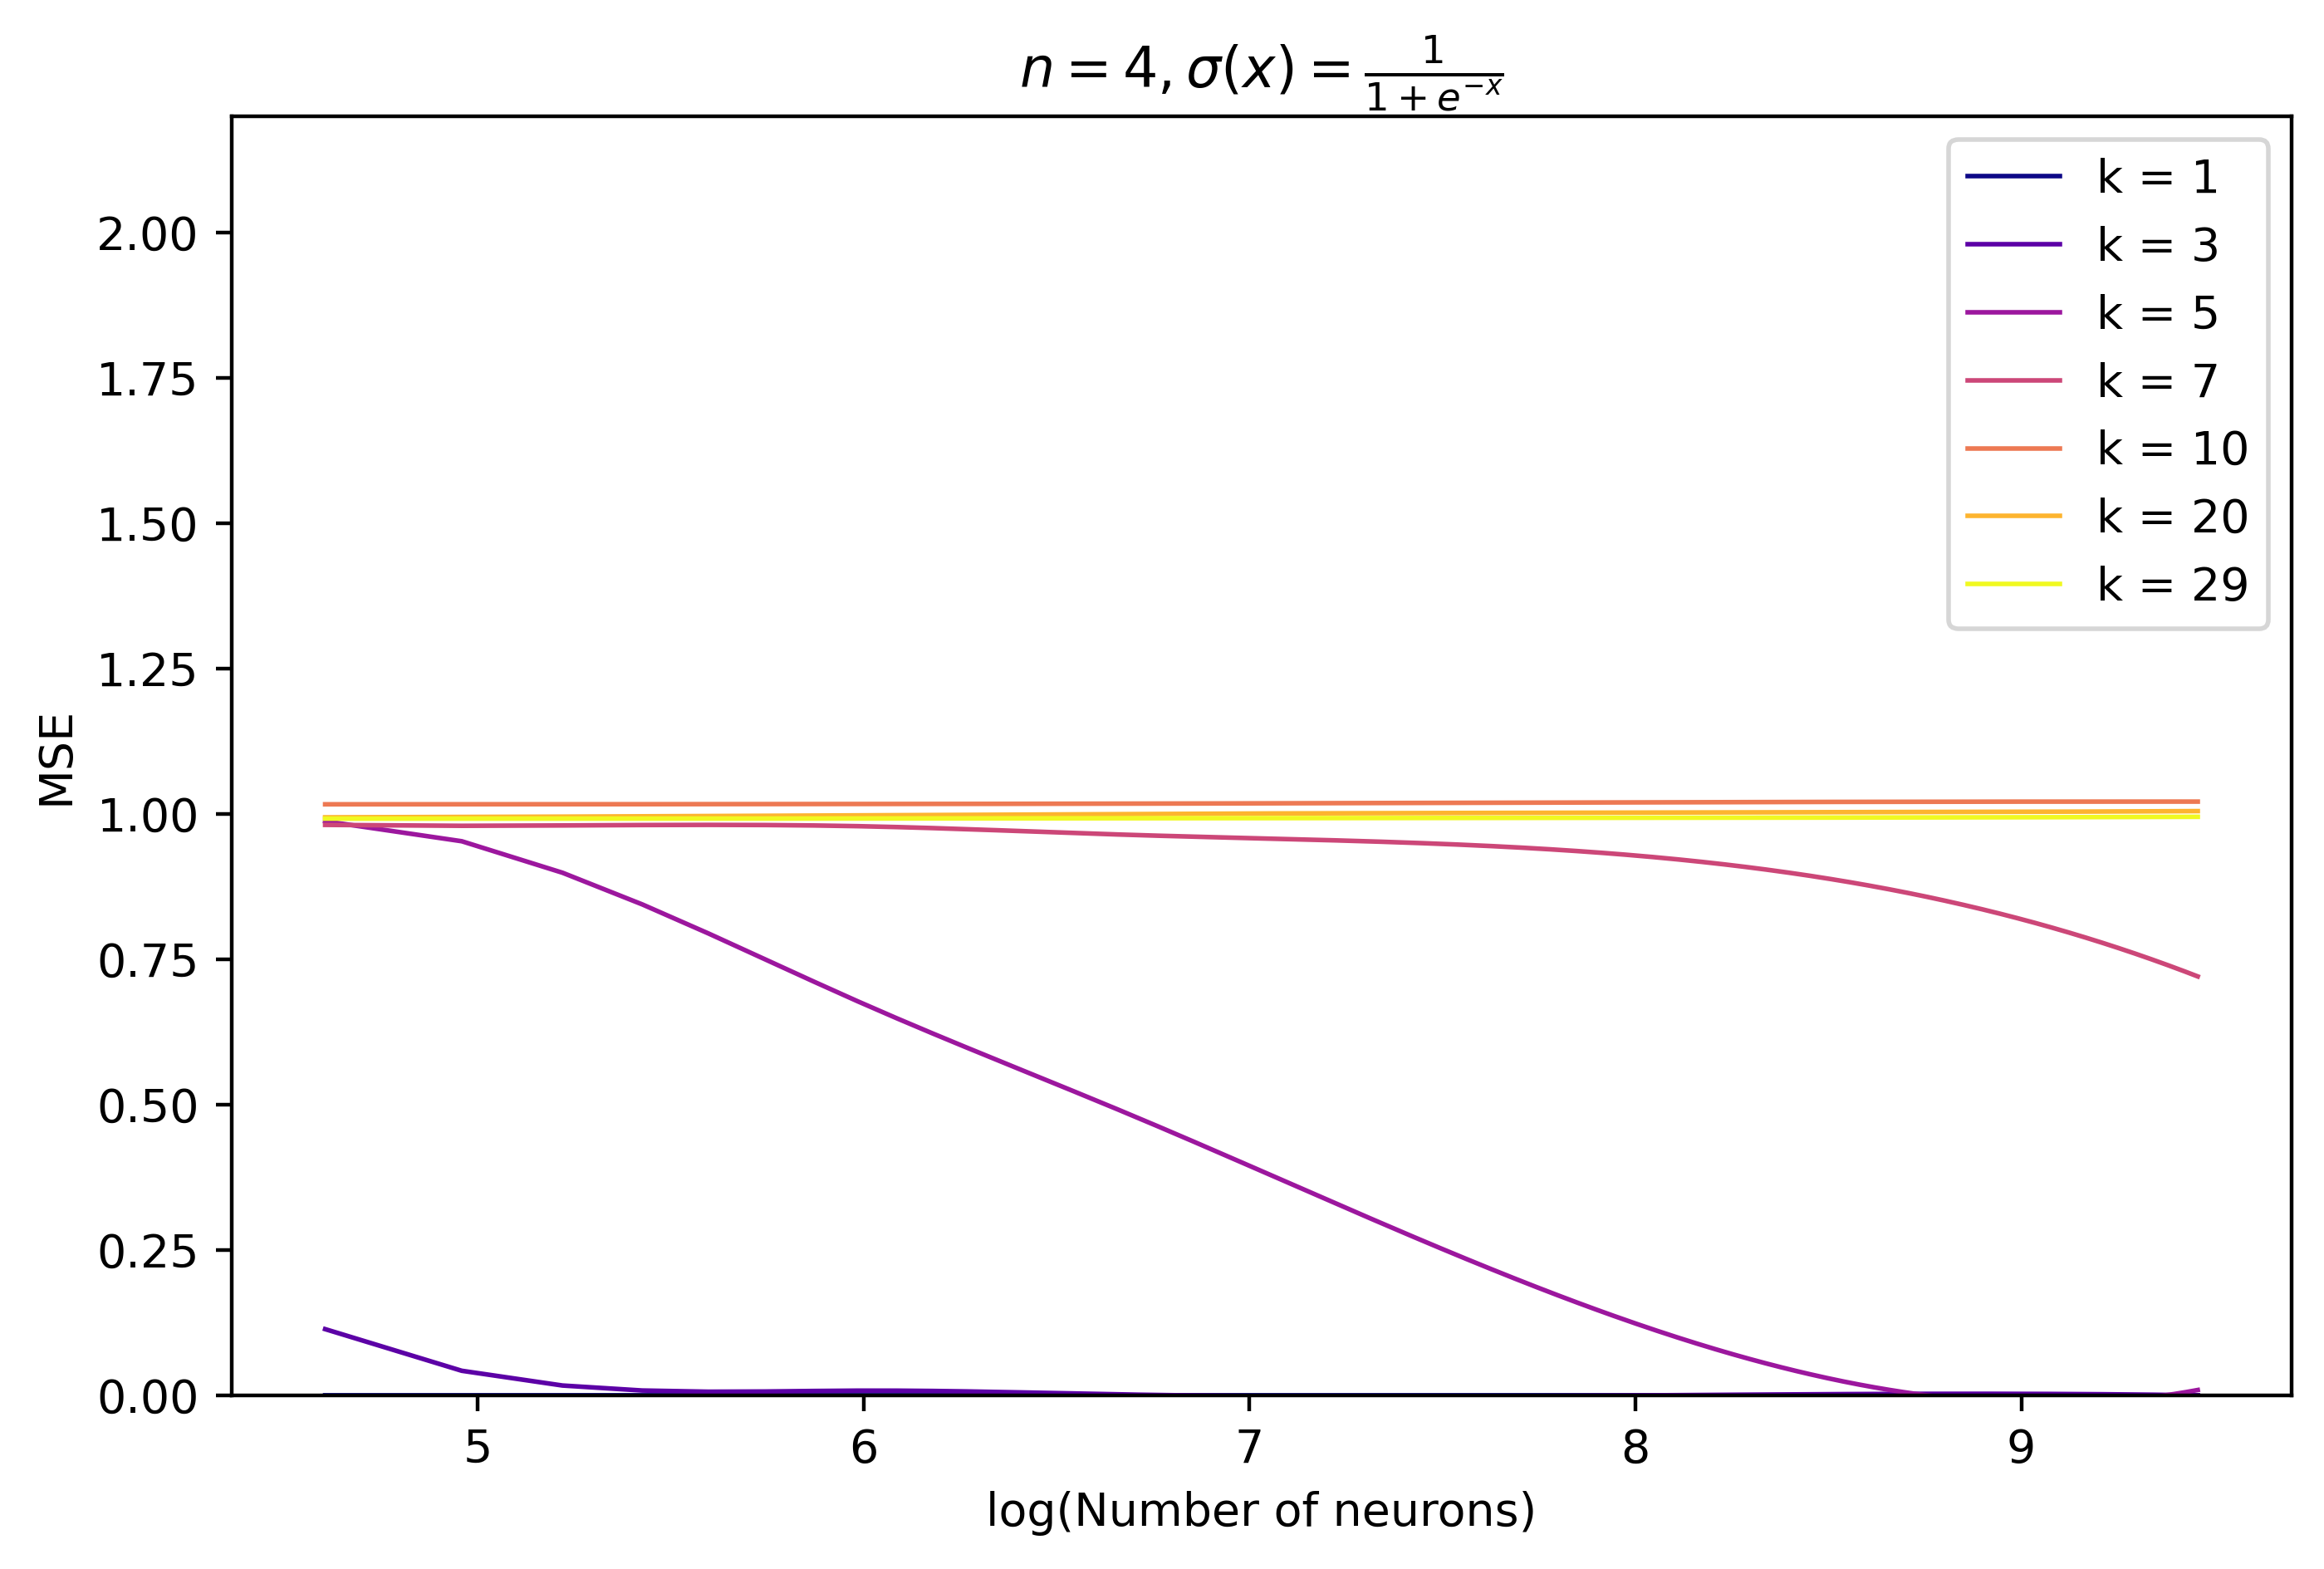 n = 4, σ(x) = 1/(1 + e^{-x})
k = 1
k = 3
k = 5
k = 7
k = 10
k = 20
k = 29
MSE
2.00
1.75
1.50
1.25
1.00
0.75
0.50
0.25
0.00
5 6 7 8 9
log(Number of neurons)